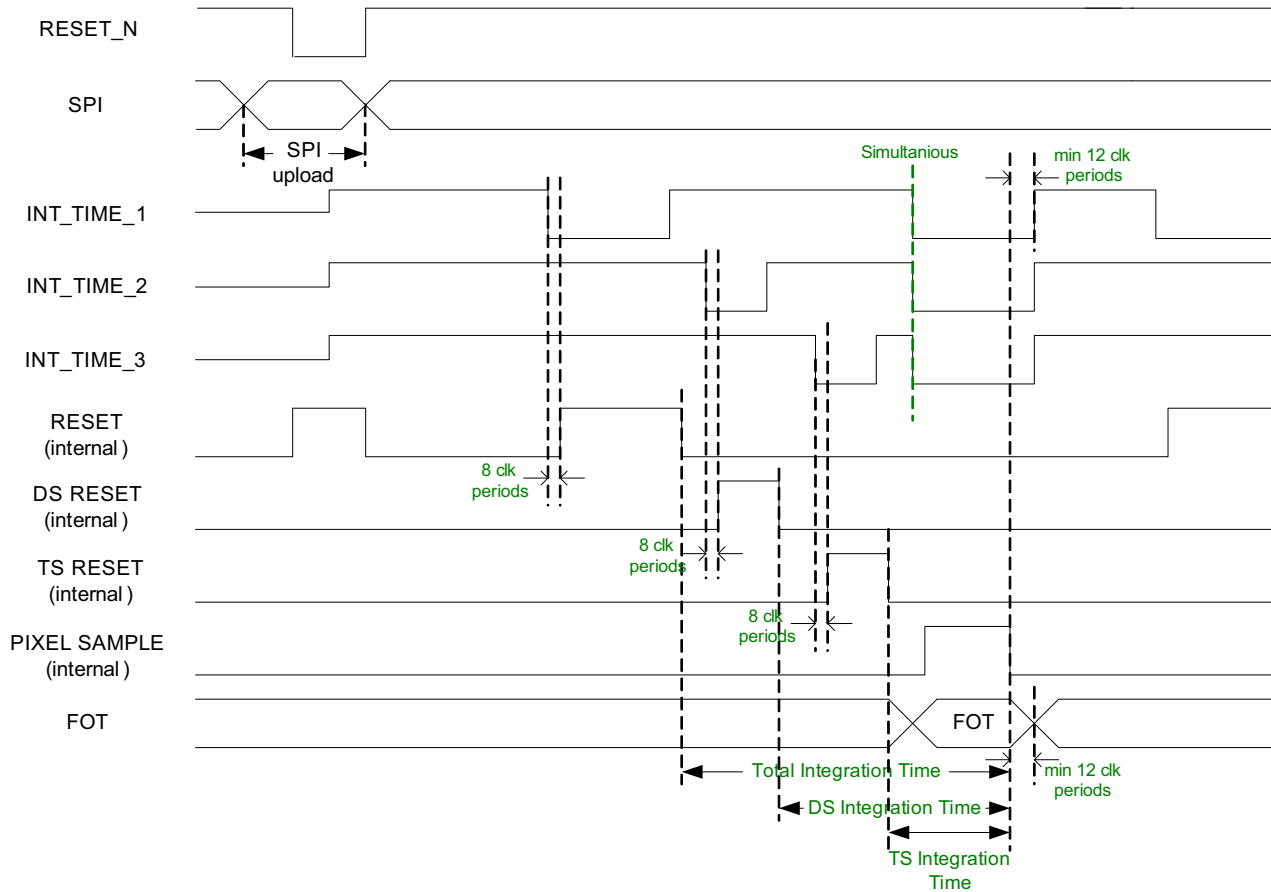 RESET_N
SPI
SPI
upload
Simultanious
min 12 clk
periods
INT_TIME_1
INT_TIME_2
INT_TIME_3
RESET
(internal )
8 clk
periods
DS RESET
(internal )
8 clk
periods
TS RESET
(internal )
8 clk
periods
PIXEL SAMPLE
(internal )
FOT
FOT
Total Integration Time
min 12 clk
periods
DS Integration Time
TS Integration
Time